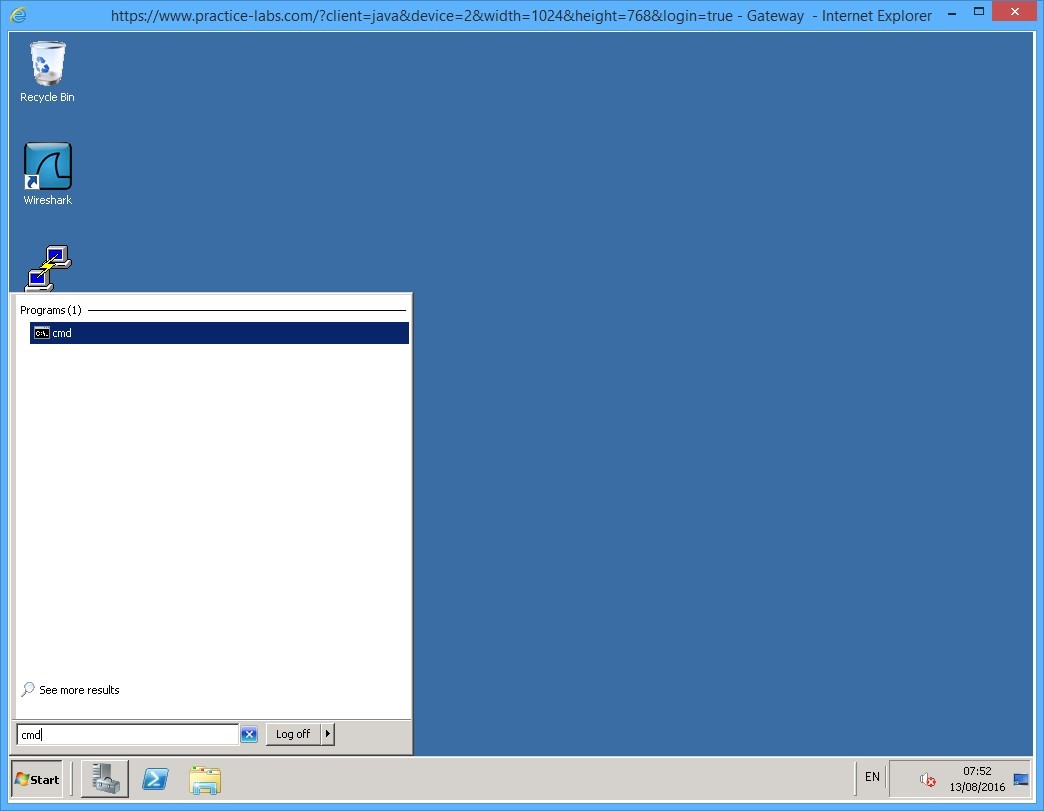 https://www.practice-labs.com/?client=java&device=2&width=1024&height=768&login=true - Gateway - Internet Explorer
Recycle Bin
Wireshark
Programs (1)
C:\. cmd
See more results
cmd
Log off
Start
EN
07:52
13/08/2016